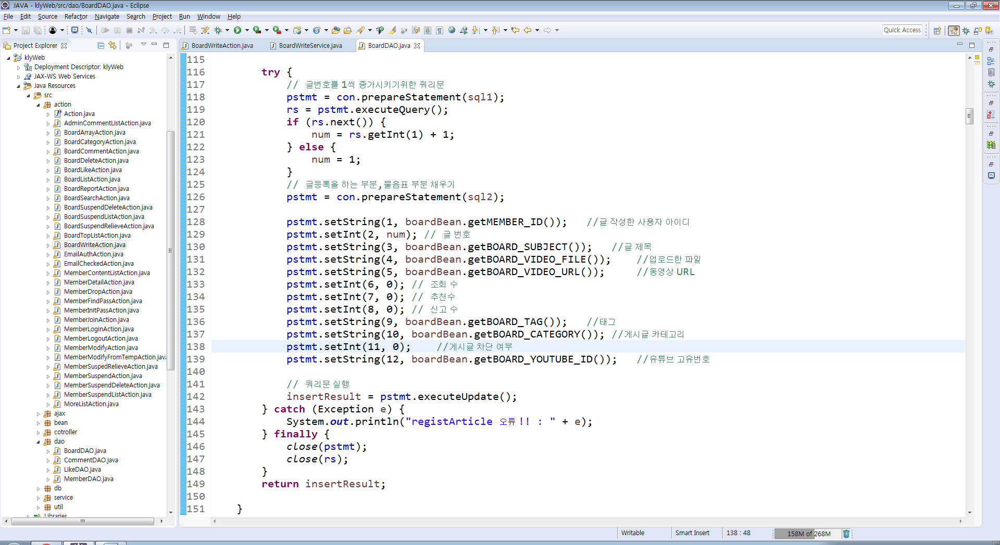 JAVA - klyWeb/src/dao/BoardDAO.java - Eclipse
File Edit Source Refactor Navigate Search Project Run Window Help
Quick Access
Project Explorer
BoardWriteAction.java BoardWriteService.java BoardDAO.java
klyWeb
Deployment Descriptor: klyWeb
JAX-WS Web Services
Java Resources
src
action
Action.java
AdminCommentListAction.java
BoardArrayAction.java
BoardCategoryAction.java
BoardCommentAction.java
BoardDeleteAction.java
BoardLikeAction.java
BoardListAction.java
BoardReportAction.java
BoardSearchAction.java
BoardSuspendDeleteAction.java
BoardSuspendListAction.java
BoardSuspendRelieveAction.java
BoardTopListAction.java
BoardWriteAction.java
EmailAuthAction.java
EmailCheckedAction.java
MemberContentListAction.java
MemberDetailAction.java
MemberDropAction.java
MemberFindPassAction.java
MemberInitPassAction.java
MemberJoinAction.java
MemberLoginAction.java
MemberLogoutAction.java
MemberModifyAction.java
MemberModifyFromTempAction.java
MemberSuspedRelieveAction.java
MemberSuspendAction.java
MemberSuspendDeleteAction.java
MemberSuspendListAction.java
MoreListAction.java
ajax
bean
cotroller
dao
BoardDAO.java
CommentDAO.java
LikeDAO.java
MemberDAO.java
db
service
util
Libraries
115
116 try {
117 // 글번호를 1씩 증가시키기위한 쿼리문
118 pstmt = con.prepareStatement(sql1);
119 rs = pstmt.executeQuery();
120 if (rs.next()) {
121 num = rs.getInt(1) + 1;
122 } else {
123 num = 1;
124 }
125 // 글등록을 하는 부분,물음표 부분 채우기
126 pstmt = con.prepareStatement(sql2);
127
128 pstmt.setString(1, boardBean.getMEMBER_ID()); //글 작성한 사용자 아이디
129 pstmt.setInt(2, num); // 글 번호
130 pstmt.setString(3, boardBean.getBOARD_SUBJECT()); //글 제목
131 pstmt.setString(4, boardBean.getBOARD_VIDEO_FILE()); //업로드한 파일
132 pstmt.setString(5, boardBean.getBOARD_VIDEO_URL()); //동영상 URL
133 pstmt.setInt(6, 0); // 조회 수
134 pstmt.setInt(7, 0); // 추천수
135 pstmt.setInt(8, 0); // 신고 수
136 pstmt.setString(9, boardBean.getBOARD_TAG()); //태그
137 pstmt.setString(10, boardBean.getBOARD_CATEGORY()); //게시글 카테고리
138 pstmt.setInt(11, 0); //게시글 차단 여부
139 pstmt.setString(12, boardBean.getBOARD_YOUTUBE_ID()); //유튜브 고유번호
140
141 // 쿼리문 실행
142 insertResult = pstmt.executeUpdate();
143 } catch (Exception e) {
144 System.out.println("registArticle 오류!! : " + e);
145 } finally {
146 close(pstmt);
147 close(rs);
148 }
149 return insertResult;
150
151 }
Writable Smart Insert 138 : 48 158M of 268M